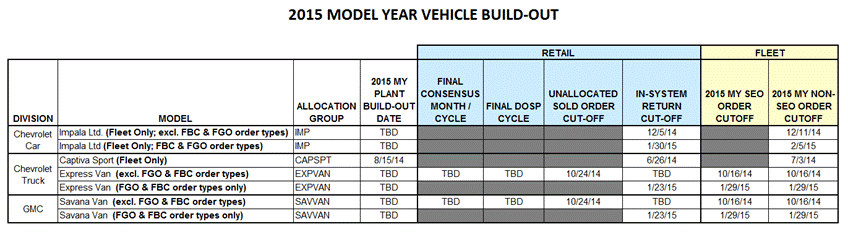 2015 MODEL YEAR VEHICLE BUILD-OUT
RETAIL FLEET
DIVISION MODEL ALLOCATION GROUP 2015 MY PLANT BUILD-OUT DATE FINAL CONSENSUS MONTH / CYCLE FINAL DOSP CYCLE UNALLOCATED SOLD ORDER CUT-OFF IN-SYSTEM RETURN CUT-OFF 2015 MY SEO ORDER CUTOFF 2015 MY NON-SEO ORDER CUTOFF
Chevrolet Car Impala Ltd. (Fleet Only; excl. FBC & FGO order types) IMP TBD 12/5/14 12/11/14
Impala Ltd. (Fleet Only; FBC & FGO order types) IMP TBD 1/30/15 2/5/15
Chevrolet Truck Captiva Sport (Fleet Only) CAPSPT 8/15/14 6/26/14 7/3/14
Express Van (excl. FGO & FBC order types) EXPVAN TBD TBD TBD 10/24/14 TBD 10/16/14 10/16/14
Express Van (FGO & FBC order types only) EXPVAN TBD 1/23/15 1/29/15 1/29/15
GMC Savana Van (excl. FGO & FBC order types) SAVVAN TBD TBD TBD 10/24/14 TBD 10/16/14 10/16/14
Savana Van (FGO & FBC order types only) SAVVAN TBD 1/23/15 1/29/15 1/29/15